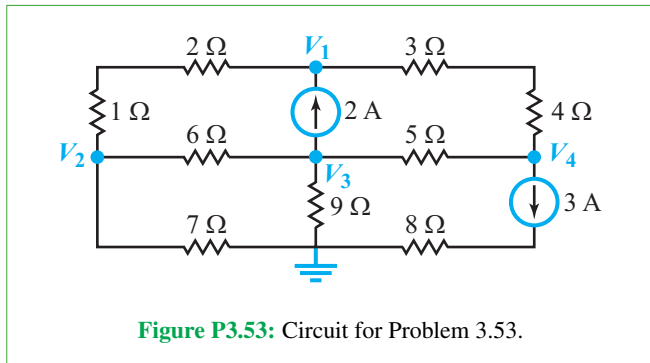 2 Ω V1 3 Ω
1 Ω 2 A 4 Ω
6 Ω 5 Ω
V2 V3 V4
9 Ω 3 A
7 Ω 8 Ω
Figure P3.53: Circuit for Problem 3.53.